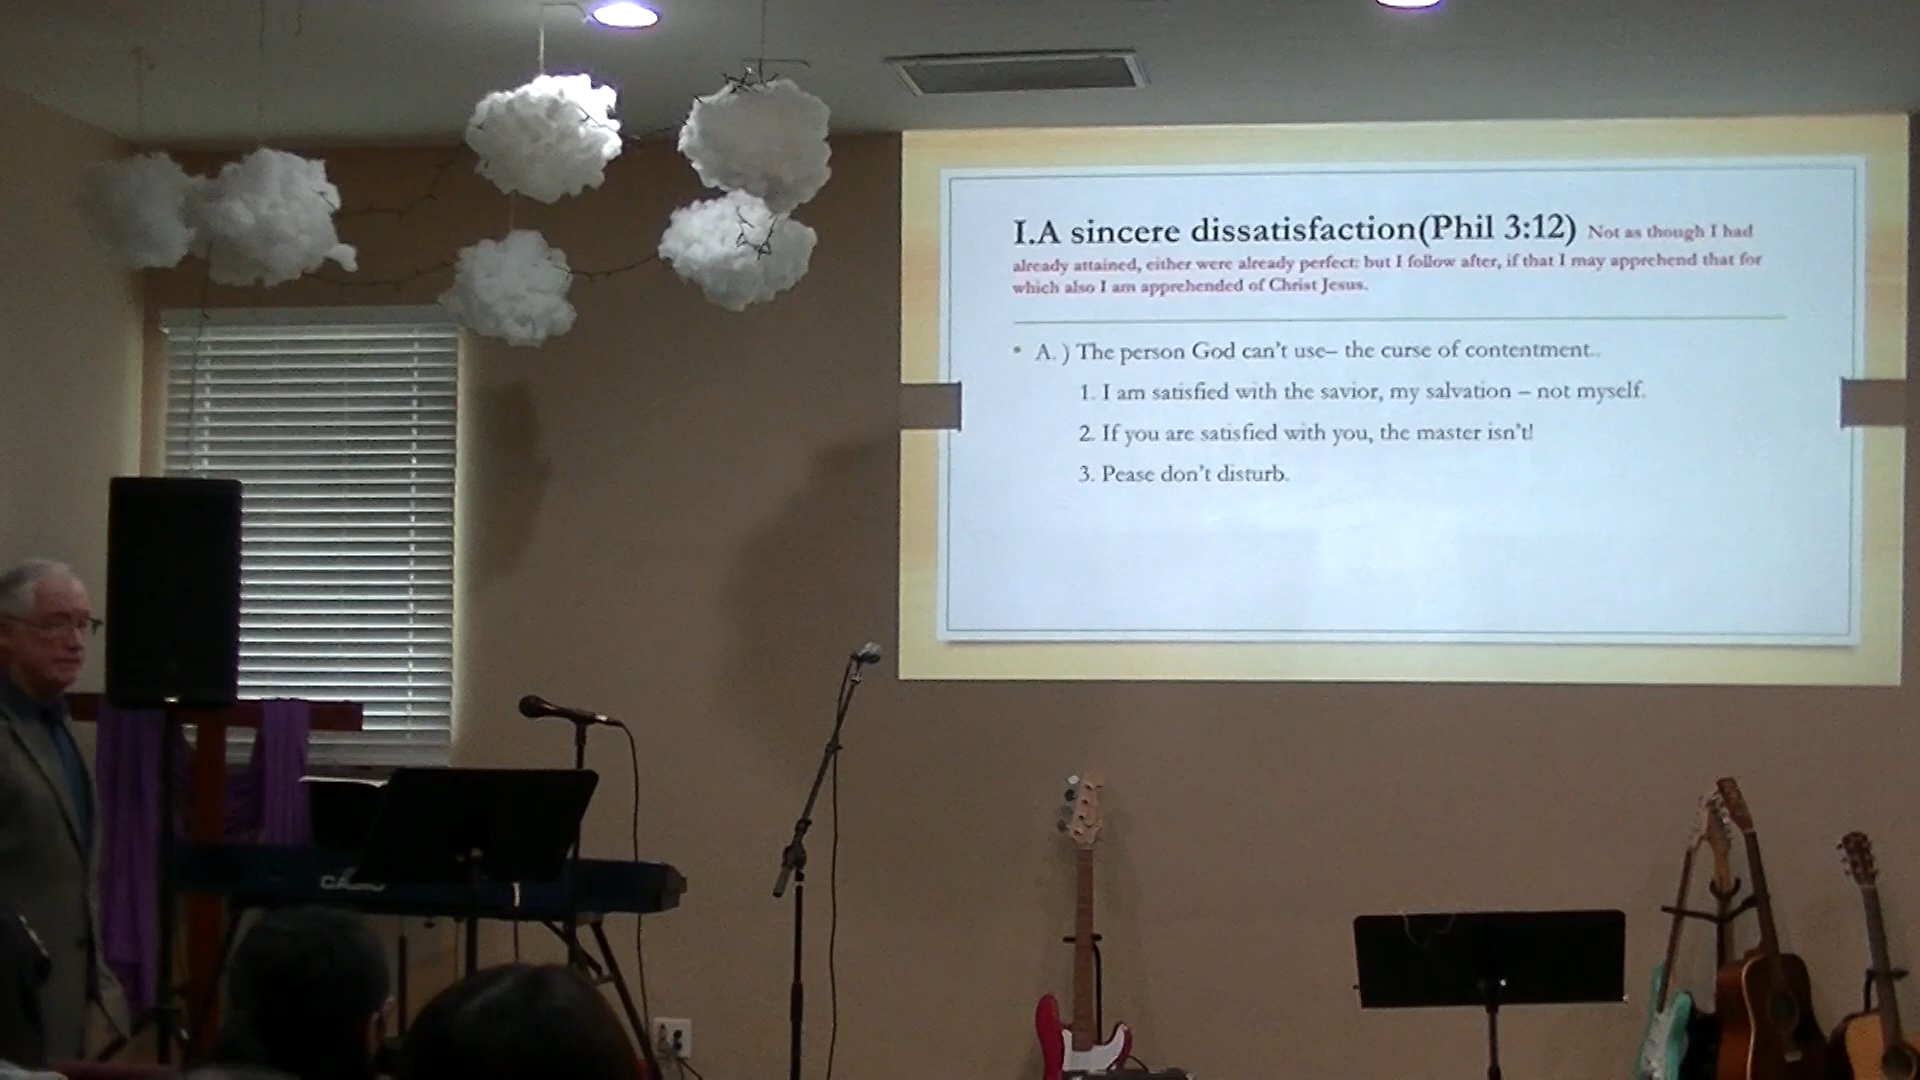 I.A sincere dissatisfaction(Phil 3:12) Not as though I had
already attained, either were already perfect: but I follow after, if that I may apprehend that for
which also I am apprehended of Christ Jesus.
• A. ) The person God can't use– the curse of contentment..
1. I am satisfied with the savior, my salvation – not myself.
2. If you are satisfied with you, the master isn't!
3. Pease don't disturb.